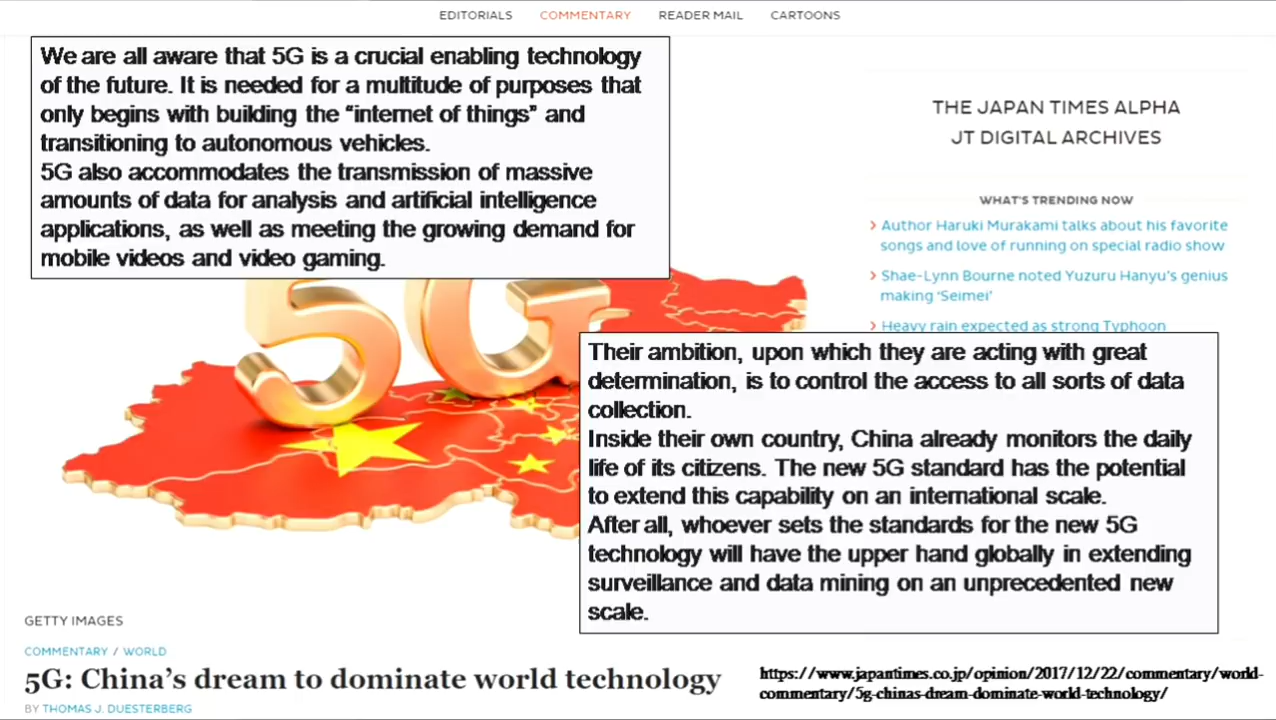 EDITORIALS COMMENTARY READER MAIL CARTOONS
We are all aware that 5G is a crucial enabling technology
of the future. It is needed for a multitude of purposes that
only begins with building the “internet of things” and
transitioning to autonomous vehicles.
5G also accommodates the transmission of massive
amounts of data for analysis and artificial intelligence
applications, as well as meeting the growing demand for
mobile videos and video gaming.
THE JAPAN TIMES ALPHA
JT DIGITAL ARCHIVES
WHAT'S TRENDING NOW
Author Haruki Murakami talks about his favorite
songs and love of running on special radio show
Shae-Lynn Bourne noted Yuzuru Hanyu's genius
making ‘Seimei’
Heavy rain expected as strong Typhoon
5G
Their ambition, upon which they are acting with great
determination, is to control the access to all sorts of data
collection.
Inside their own country, China already monitors the daily
life of its citizens. The new 5G standard has the potential
to extend this capability on an international scale.
After all, whoever sets the standards for the new 5G
technology will have the upper hand globally in extending
surveillance and data mining on an unprecedented new
scale.
GETTY IMAGES
COMMENTARY / WORLD
5G: China’s dream to dominate world technology
BY THOMAS J. DUESTERBERG
https://www.japantimes.co.jp/opinion/2017/12/22/commentary/world-
commentary/5g-chinas-dream-dominate-world-technology/